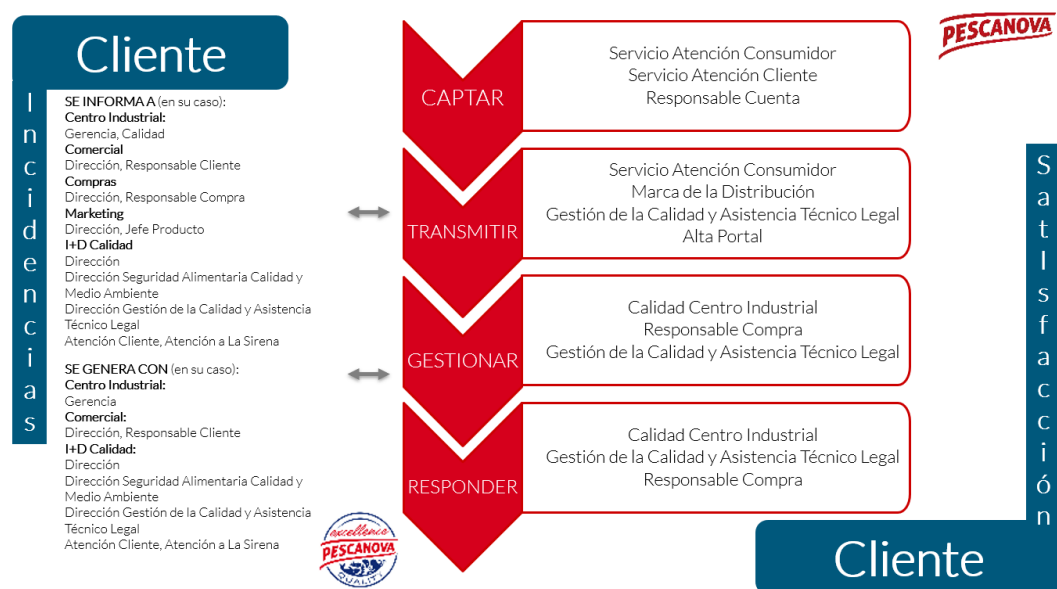 Cliente
Incidencias
SE INFORMA A (en su caso):
Centro Industrial:
Gerencia, Calidad
Comercial
Dirección, Responsable Cliente
Compras
Dirección, Responsable Compra
Marketing
Dirección, Jefe Producto
I+D Calidad
Dirección
Dirección Seguridad Alimentaria Calidad y
Medio Ambiente
Dirección Gestión de la Calidad y Asistencia
Técnico Legal
Atención Cliente, Atención a La Sirena
SE GENERA CON (en su caso):
Centro Industrial:
Gerencia
Comercial:
Dirección, Responsable Cliente
I+D Calidad:
Dirección
Dirección Seguridad Alimentaria Calidad y
Medio Ambiente
Dirección Gestión de la Calidad y Asistencia
Técnico Legal
Atención Cliente, Atención a La Sirena
excellence
PESCANOVA
QUALITY
CAPTAR
Servicio Atención Consumidor
Servicio Atención Cliente
Responsable Cuenta
TRANSMITIR
Servicio Atención Consumidor
Marca de la Distribución
Gestión de la Calidad y Asistencia Técnico Legal
Alta Portal
GESTIONAR
Calidad Centro Industrial
Responsable Compra
Gestión de la Calidad y Asistencia Técnico Legal
RESPONDER
Calidad Centro Industrial
Gestión de la Calidad y Asistencia Técnico Legal
Responsable Compra
PESCANOVA
SatIsfacción
Cliente